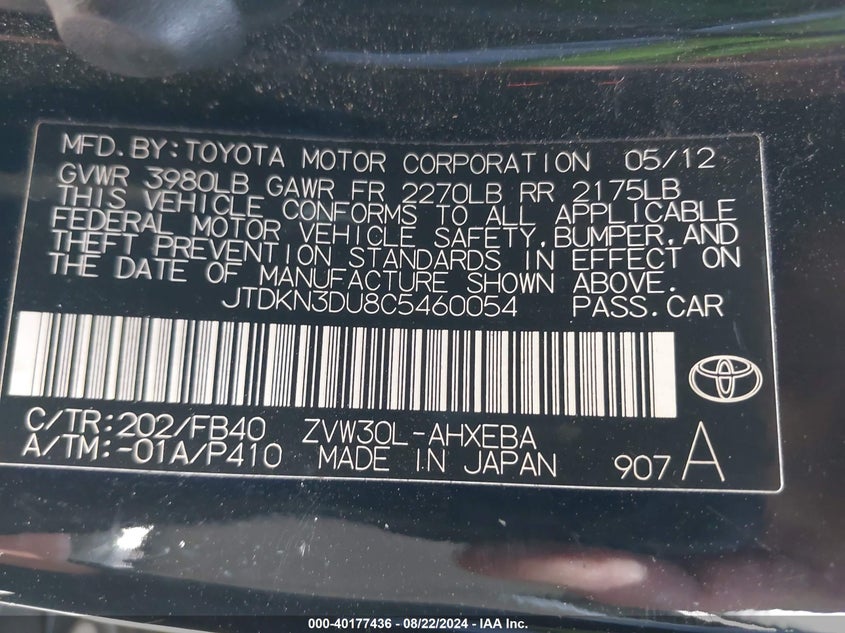 MFD.BY:TOYOTA MOTOR CORPORATION 05/12
GVWR 3980LB GAWR FR 2270LB RR 2175LB
THIS VEHICLE CONFORMS TO ALL APPLICABLE
FEDERAL MOTOR VEHICLE SAFETY,BUMPER,AND
THEFT PREVENTION STANDARDS IN EFFECT ON
THE DATE OF MANUFACTURE SHOWN ABOVE.
JTDKN3DU8C5460054 PASS.CAR
C/TR:202/FB40 ZVW30L-AHXEBA
A/TM:-01A/P410 MADE IN JAPAN 907 A
000-40177436 - 08/22/2024 - IAA Inc.